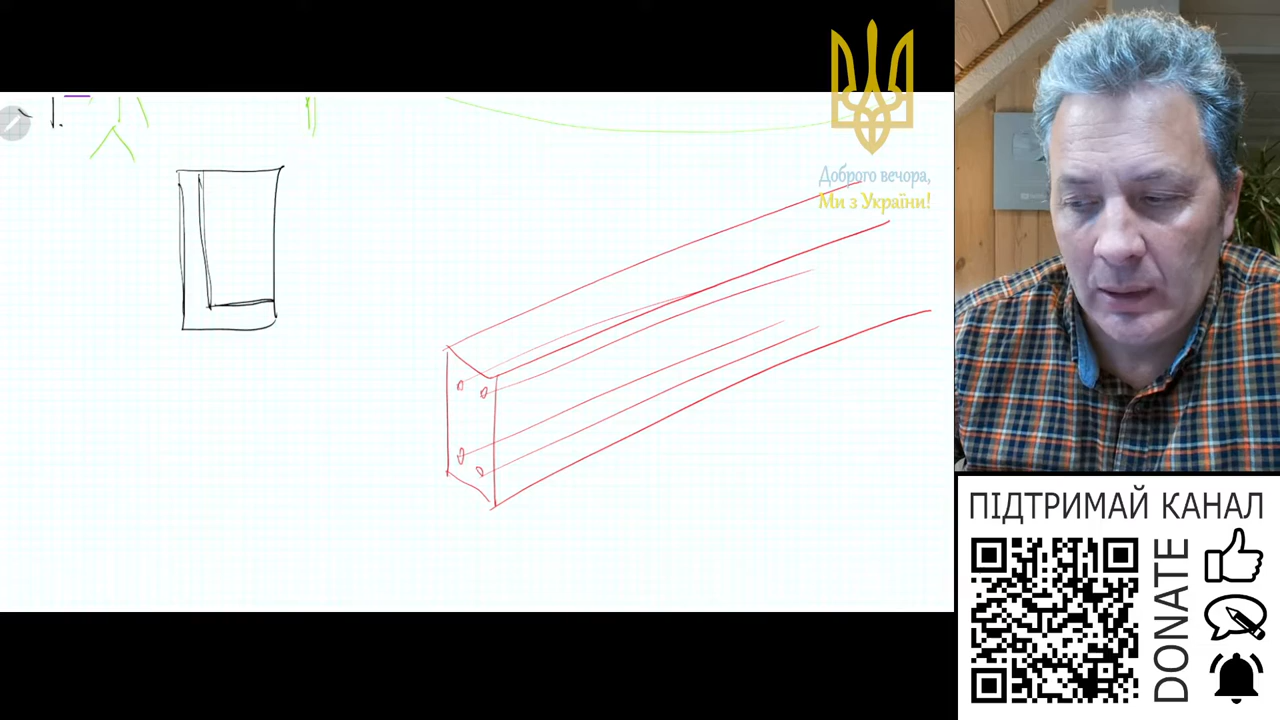 Доброго вечора,
Ми з України!
ПІДТРИМАЙ КАНАЛ
DONATE